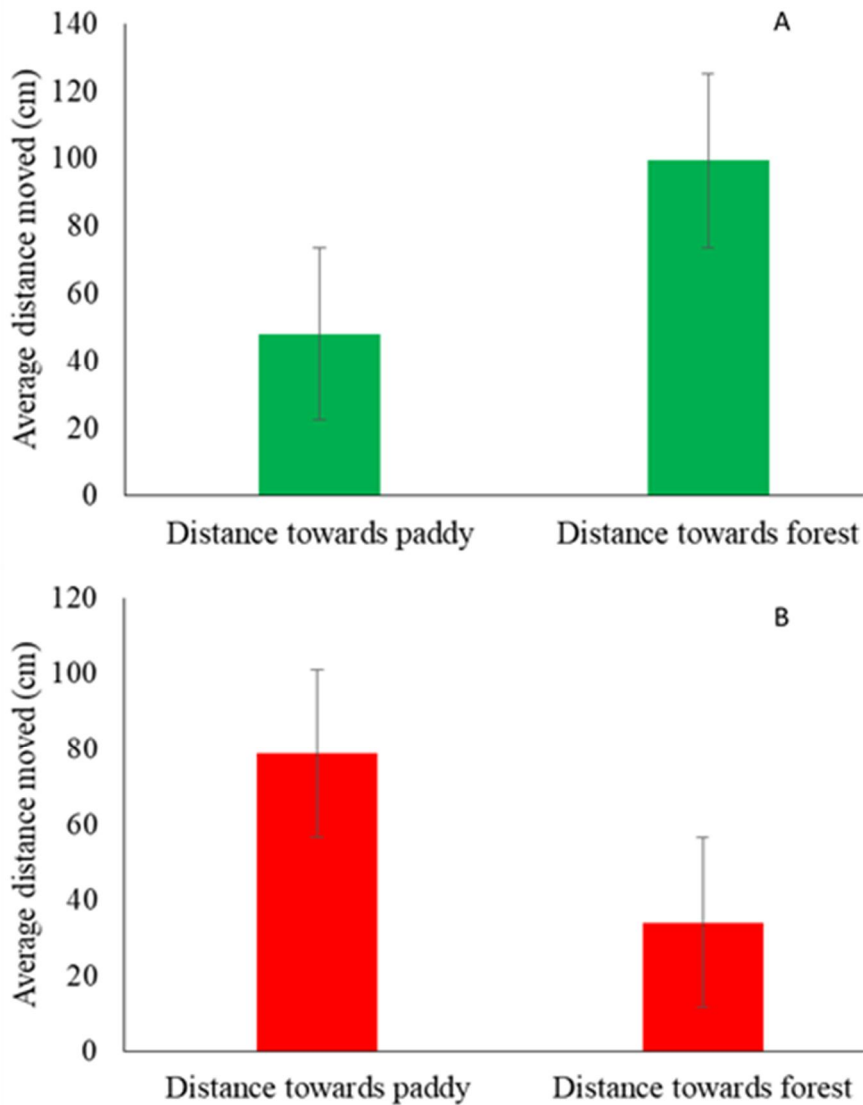 A
Average distance moved (cm)
140
120
100
80
60
40
20
0
Distance towards paddy
Distance towards forest
B
Average distance moved (cm)
120
100
80
60
40
20
0
Distance towards paddy
Distance towards forest